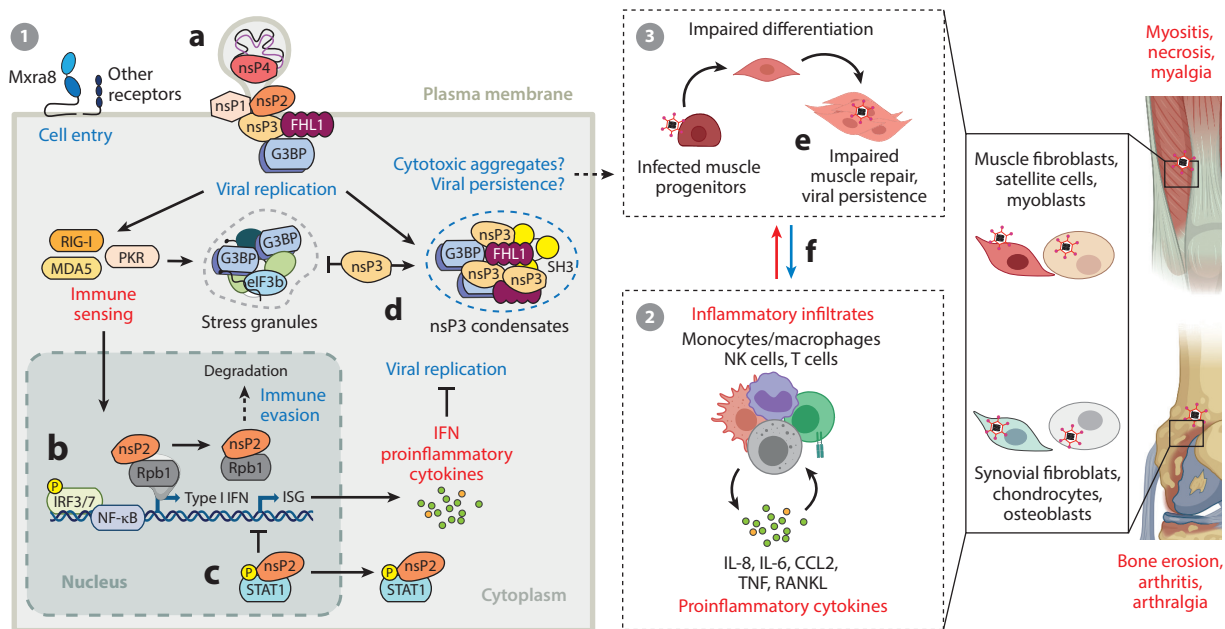 1
a
Mxra8
Other
receptors
Cell entry
nsP4
nsP1
nsP2
nsP3
FHL1
G3BP
Plasma membrane
Viral replication
Cytotoxic aggregates?
Viral persistence?
RIG-I
MDA5
PKR
Immune
sensing
G3BP
G3BP
eIF3b
Stress granules
nsP3
d
nsP3
G3BP
FHL1
nsP3
nsP3
SH3
nsP3 condensates
Degradation
Immune
evasion
Viral replication
IFN
proinflammatory
cytokines
b
nsP2
Rpb1
nsP2
Rpb1
P
IRF3/7
NF-κB
Type I IFN
ISG
c
P
nsP2
STAT1
P
nsP2
STAT1
Nucleus
Cytoplasm
3
Impaired differentiation
Infected muscle
progenitors
e
Impaired
muscle repair,
viral persistence
f
2
Inflammatory infiltrates
Monocytes/macrophages
NK cells, T cells
IL-8, IL-6, CCL2,
TNF, RANKL
Proinflammatory cytokines
Myositis,
necrosis,
myalgia
Muscle fibroblasts,
satellite cells,
myoblasts
Synovial fibroblats,
chondrocytes,
osteoblasts
Bone erosion,
arthritis,
arthralgia